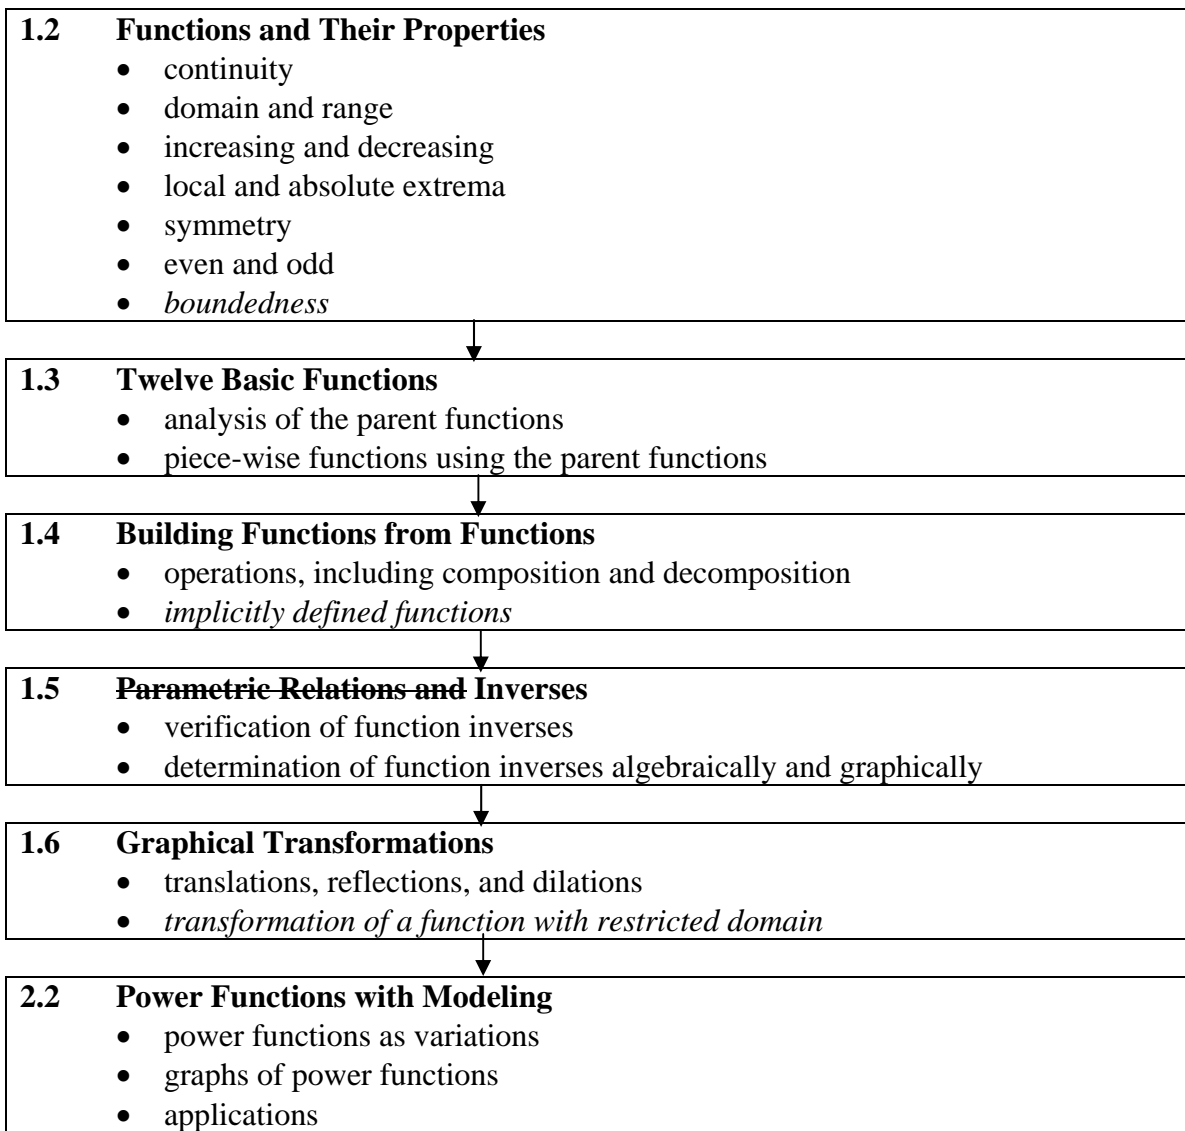 1.2 Functions and Their Properties
• continuity
• domain and range
• increasing and decreasing
• local and absolute extrema
• symmetry
• even and odd
• boundedness
1.3 Twelve Basic Functions
• analysis of the parent functions
• piece-wise functions using the parent functions
1.4 Building Functions from Functions
• operations, including composition and decomposition
• implicitly defined functions
1.5 Parametric Relations and Inverses
• verification of function inverses
• determination of function inverses algebraically and graphically
1.6 Graphical Transformations
• translations, reflections, and dilations
• transformation of a function with restricted domain
2.2 Power Functions with Modeling
• power functions as variations
• graphs of power functions
• applications